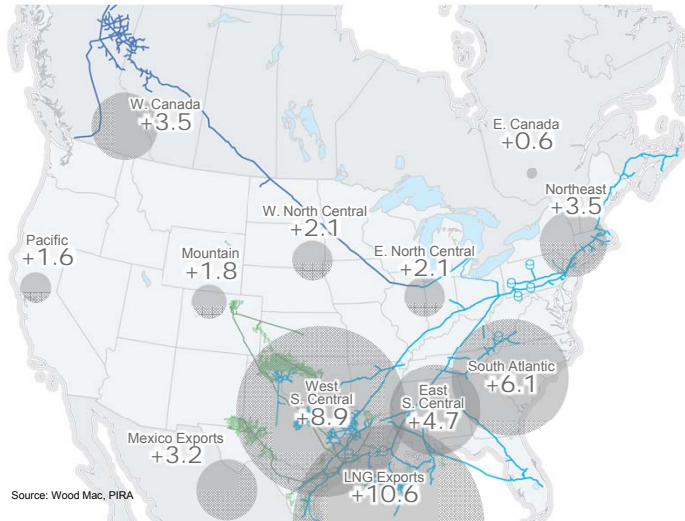 W. Canada
+3.5
E. Canada
+0.6
Northeast
+3.5
W. North Central
+2.1
Pacific
+1.6
Mountain
+1.8
E. North Central
+2.1
South Atlantic
+6.1
West
S. Central
+8.9
East
S. Central
+4.7
Mexico Exports
+3.2
LNG Exports
+10.6
Source: Wood Mac, PIRA